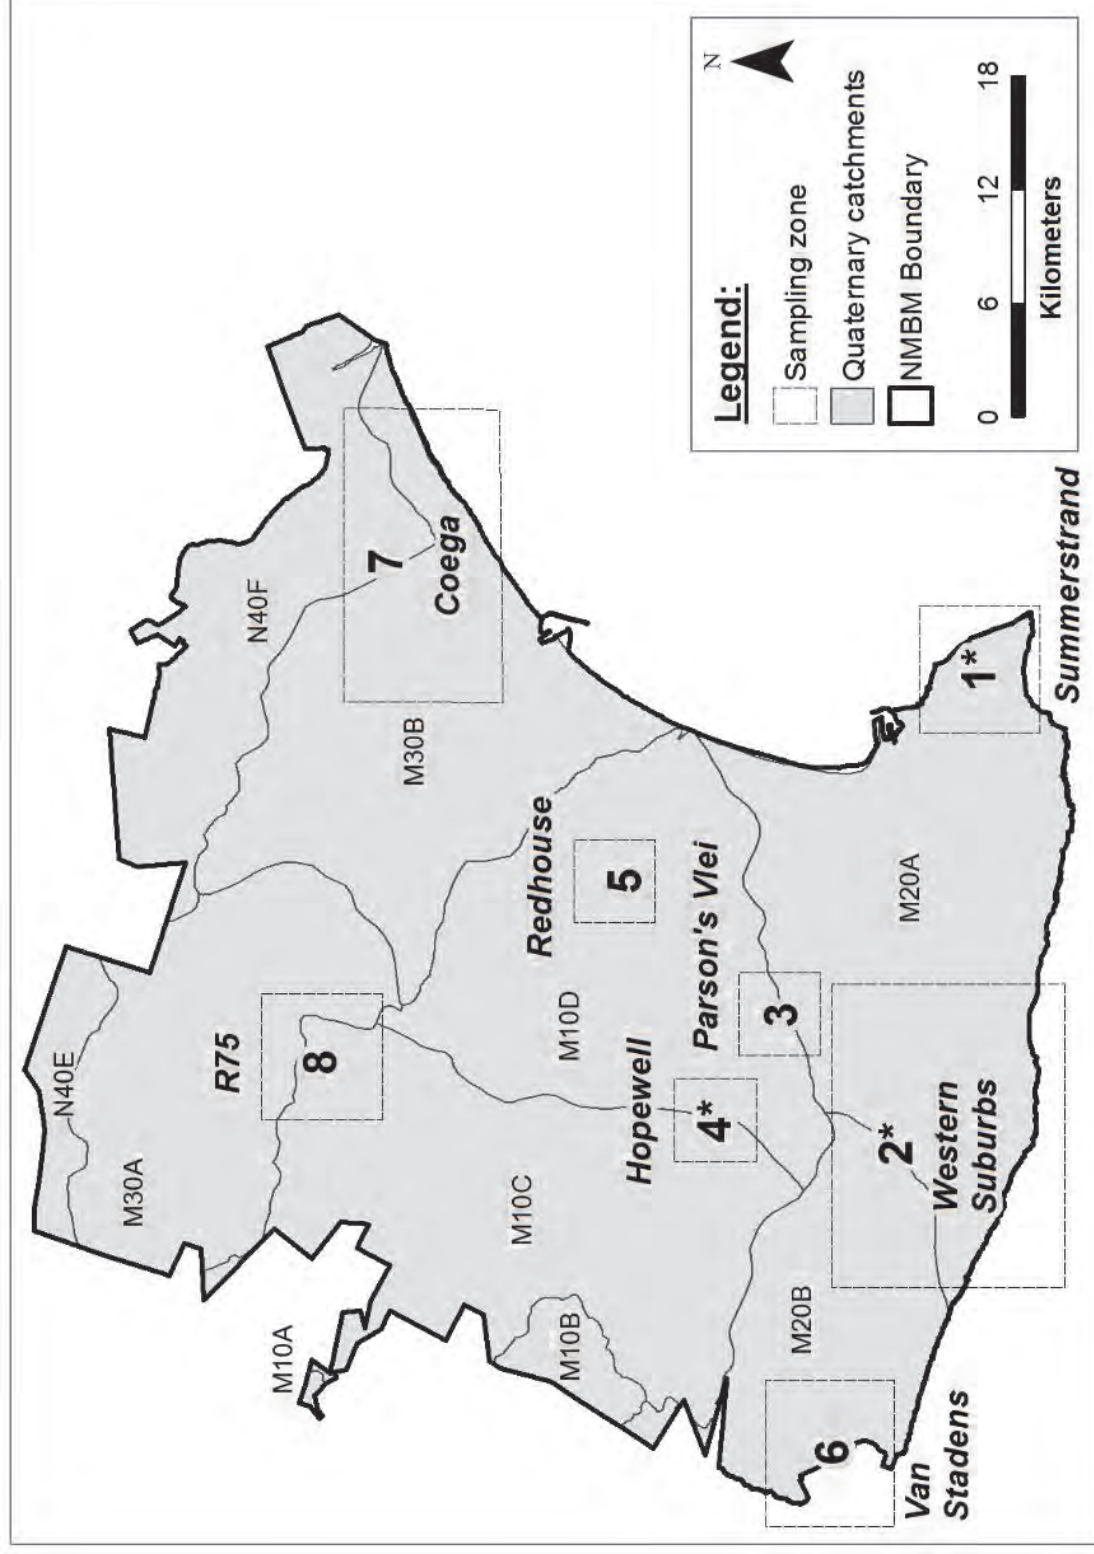 N40E
M30A
R75
8
M10A
N40F
7
Coega
M30B
M10C
M10B
M10D
Redhouse
5
Hopewell
4*
Parson's Vlei
3
M20B
M20A
2*
Western
Suburbs
6
Van
Stadens
1*
Summerstrand
N
Legend:
Sampling zone
Quaternary catchments
NMBM Boundary
0 6 12 18
Kilometers